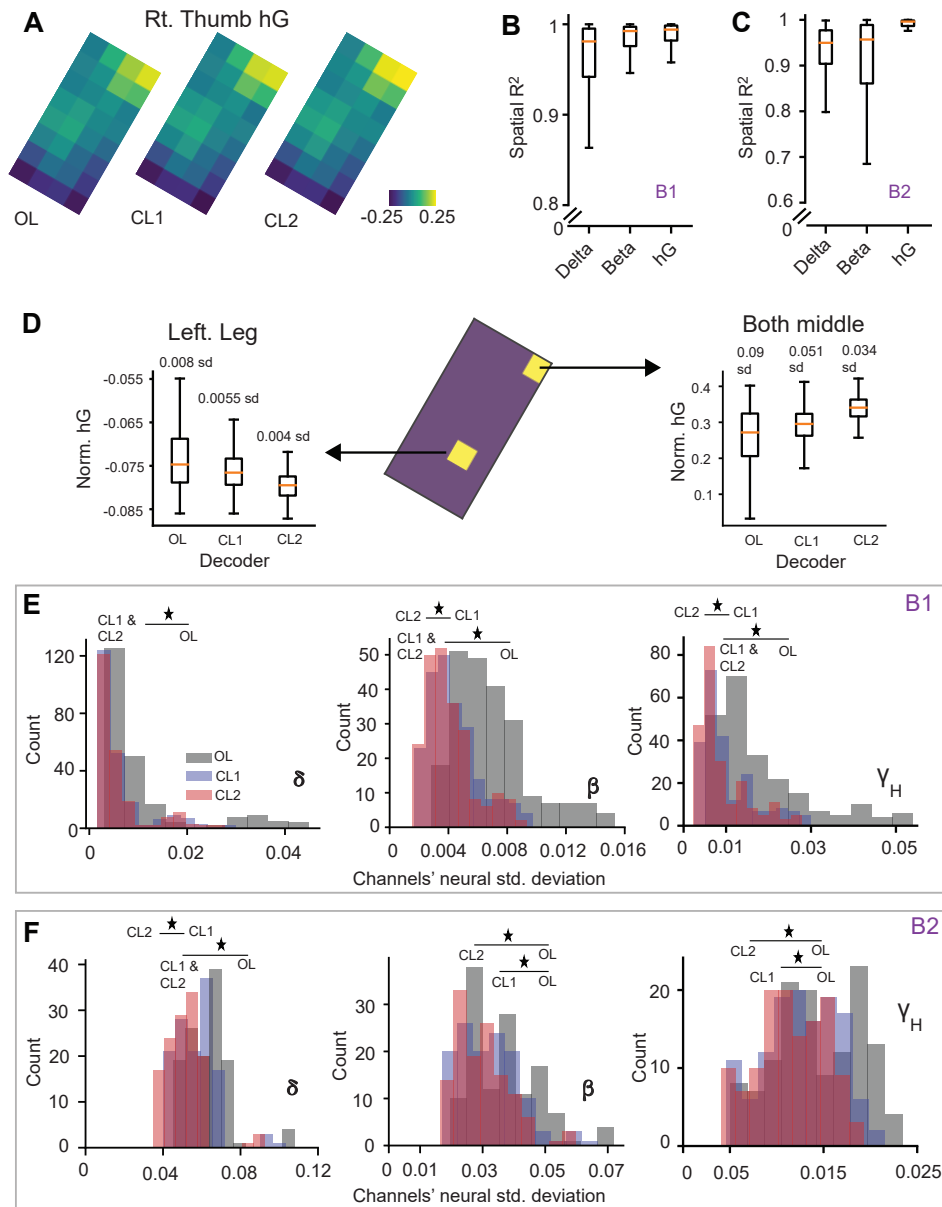 A
Rt. Thumb hG
OL
CL1
CL2
-0.25 0.25
B
Spatial R²
1
0.9
0.8
0
Delta
Beta
hG
B1
C
Spatial R²
1
0.9
0.8
0.7
0.6
0
Delta
Beta
hG
B2
D
Left. Leg
0.008 sd
0.0055 sd
0.004 sd
Norm. hG
-0.055
-0.065
-0.075
-0.085
OL CL1 CL2
Decoder
Both middle
0.09 sd
0.051 sd
0.034 sd
Norm. hG
0.4
0.3
0.2
0.1
OL CL1 CL2
Decoder
E
B1
CL1 & CL2
★
OL
Count
120
80
40
0
OL
CL1
CL2
δ
0 0.02 0.04
CL2 ★ CL1
CL1 & CL2
★
OL
Count
50
40
30
20
10
0
β
0 0.004 0.008 0.012 0.016
Channels' neural std. deviation
CL2 ★ CL1
★
CL1 & CL2
OL
Count
80
60
40
20
0
γH
0 0.01 0.03 0.05
F
B2
CL2 ★ CL1
★
CL1 & CL2
OL
Count
40
30
20
10
0
δ
0 0.04 0.08 0.12
★
CL2 OL
★
CL1 OL
Count
30
20
10
0
β
0 0.01 0.03 0.05 0.07
Channels' neural std. deviation
★
CL2 OL
★
CL1 OL
Count
20
10
0
γH
0.05 0.015 0.025